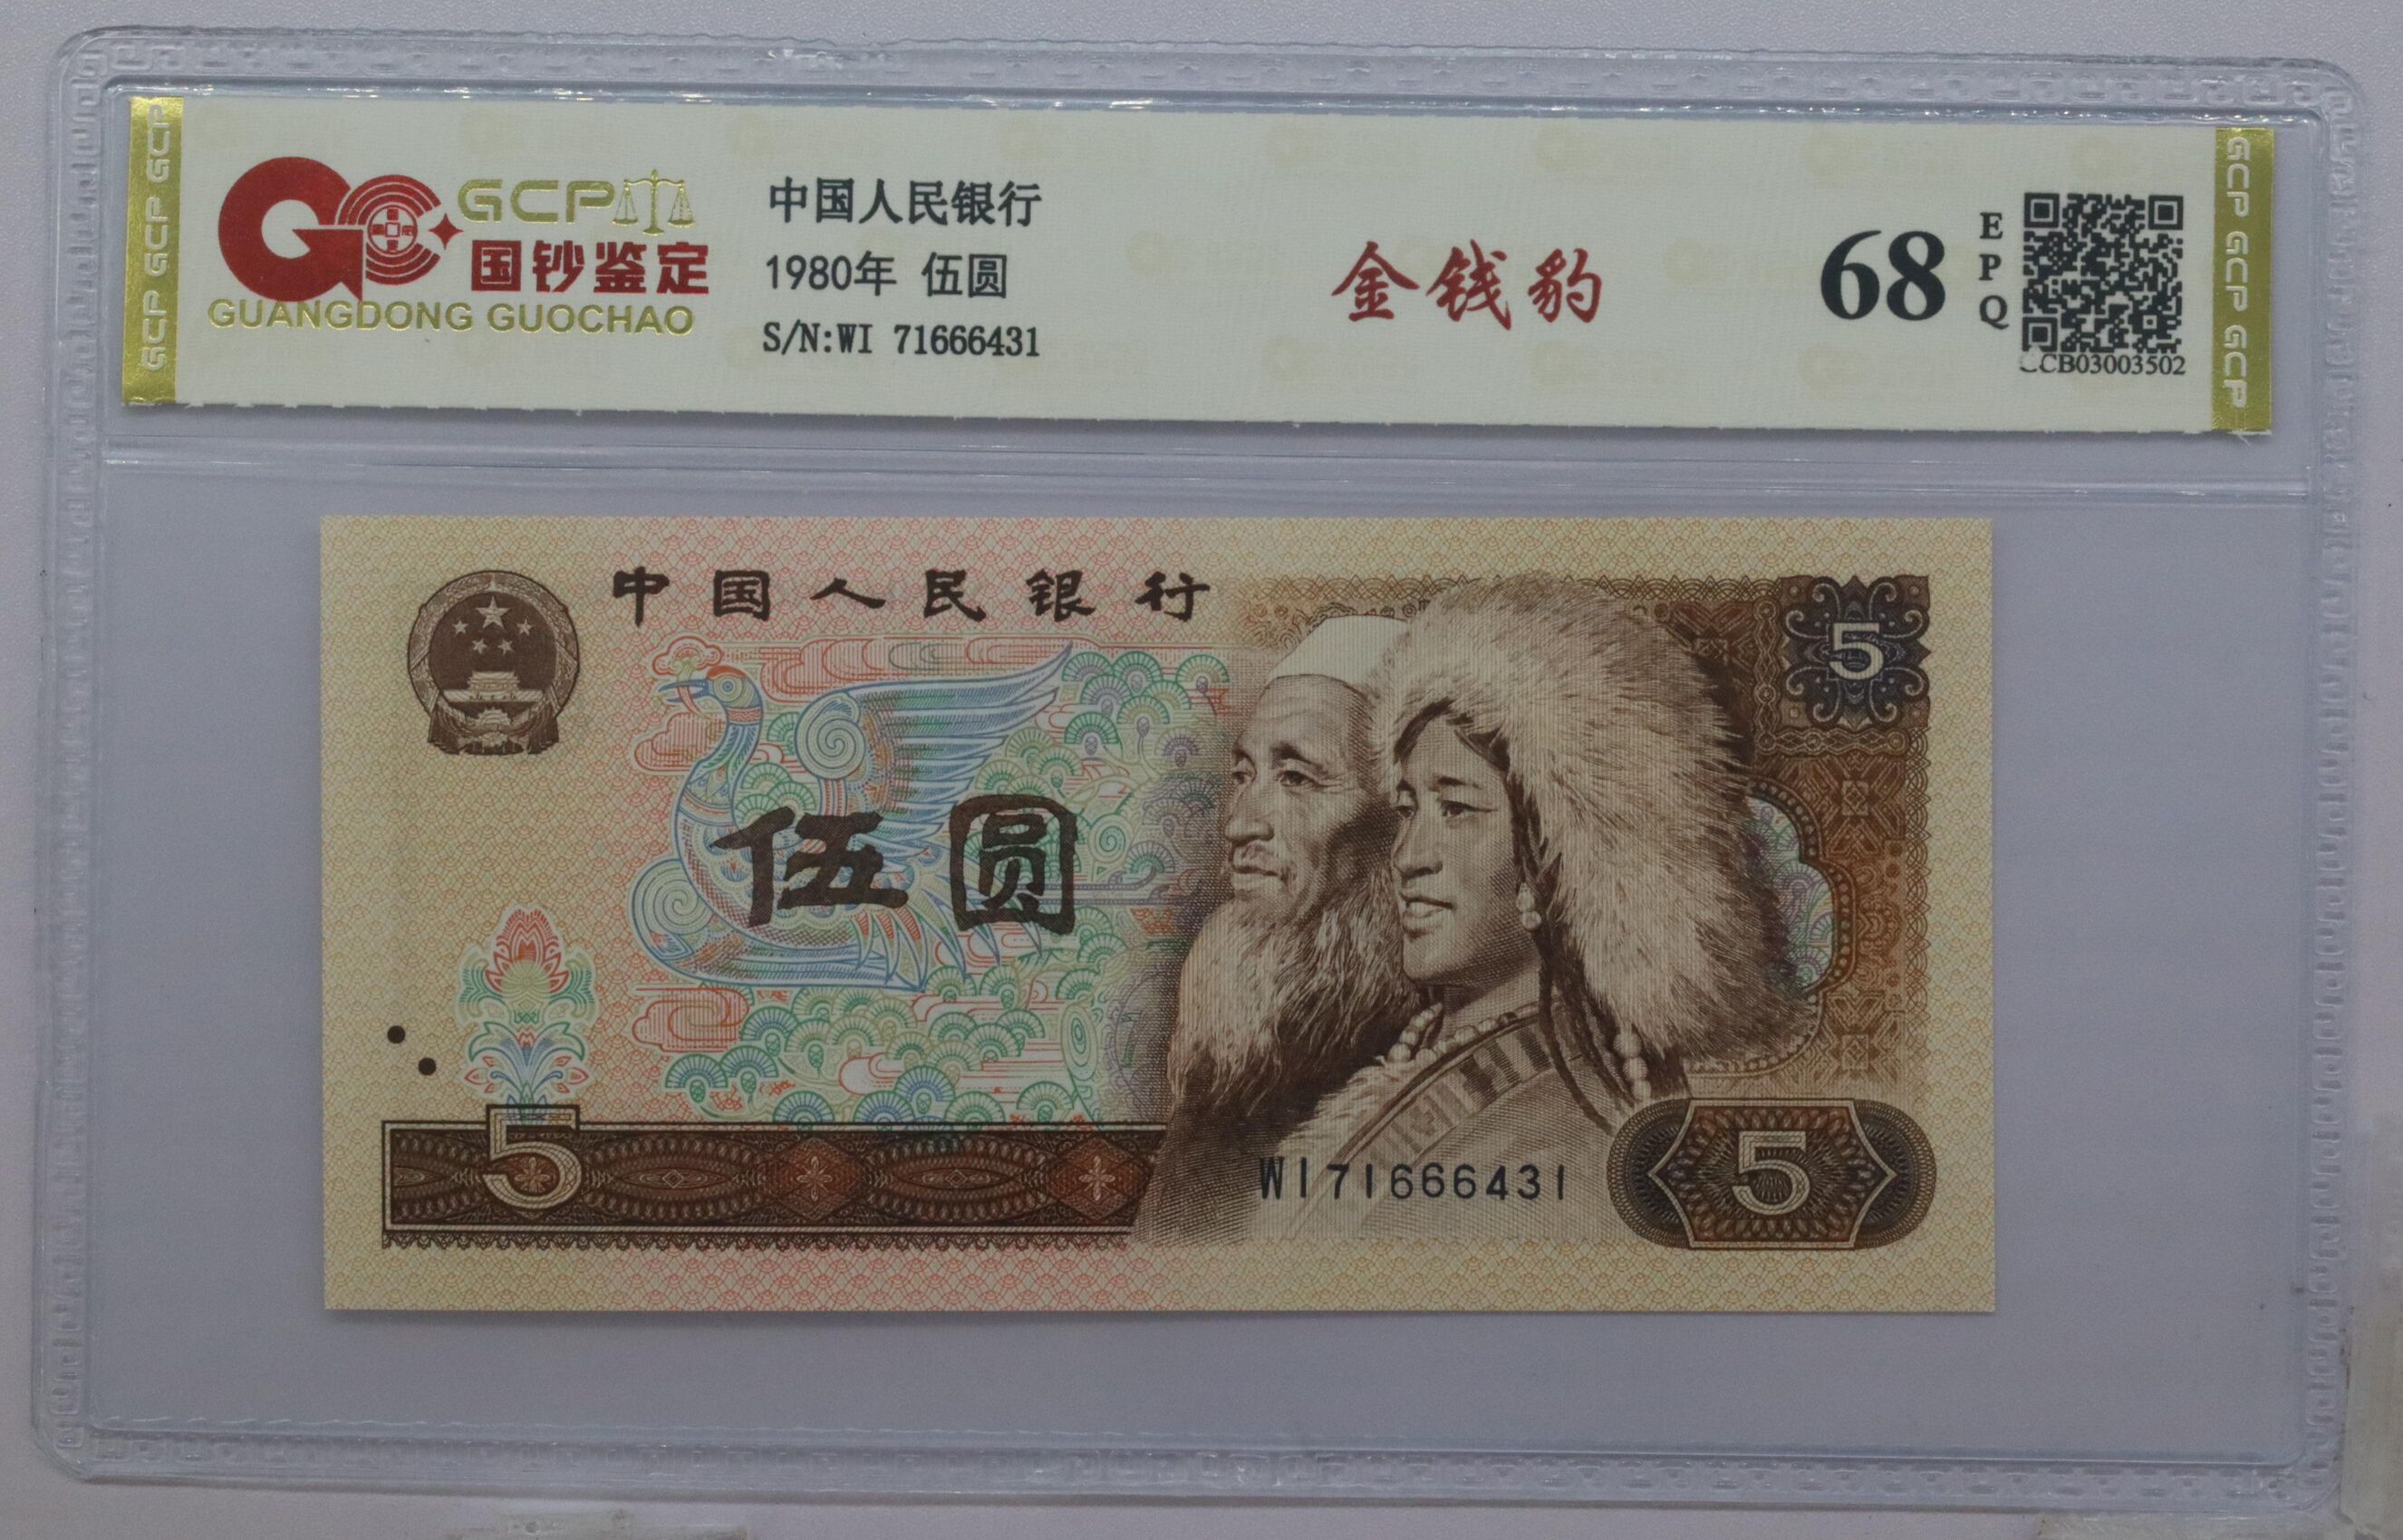 GCP GCP GCP
GCP
国钞鉴定
GUANGDONG GUOCHAO
中国人民银行
1980年 伍圆
S/N:WI 71666431
金钱豹
68
EPQ
CB03003502
GCP GCP GCP
中国人民银行
5
伍圆
5
WI71666431
5